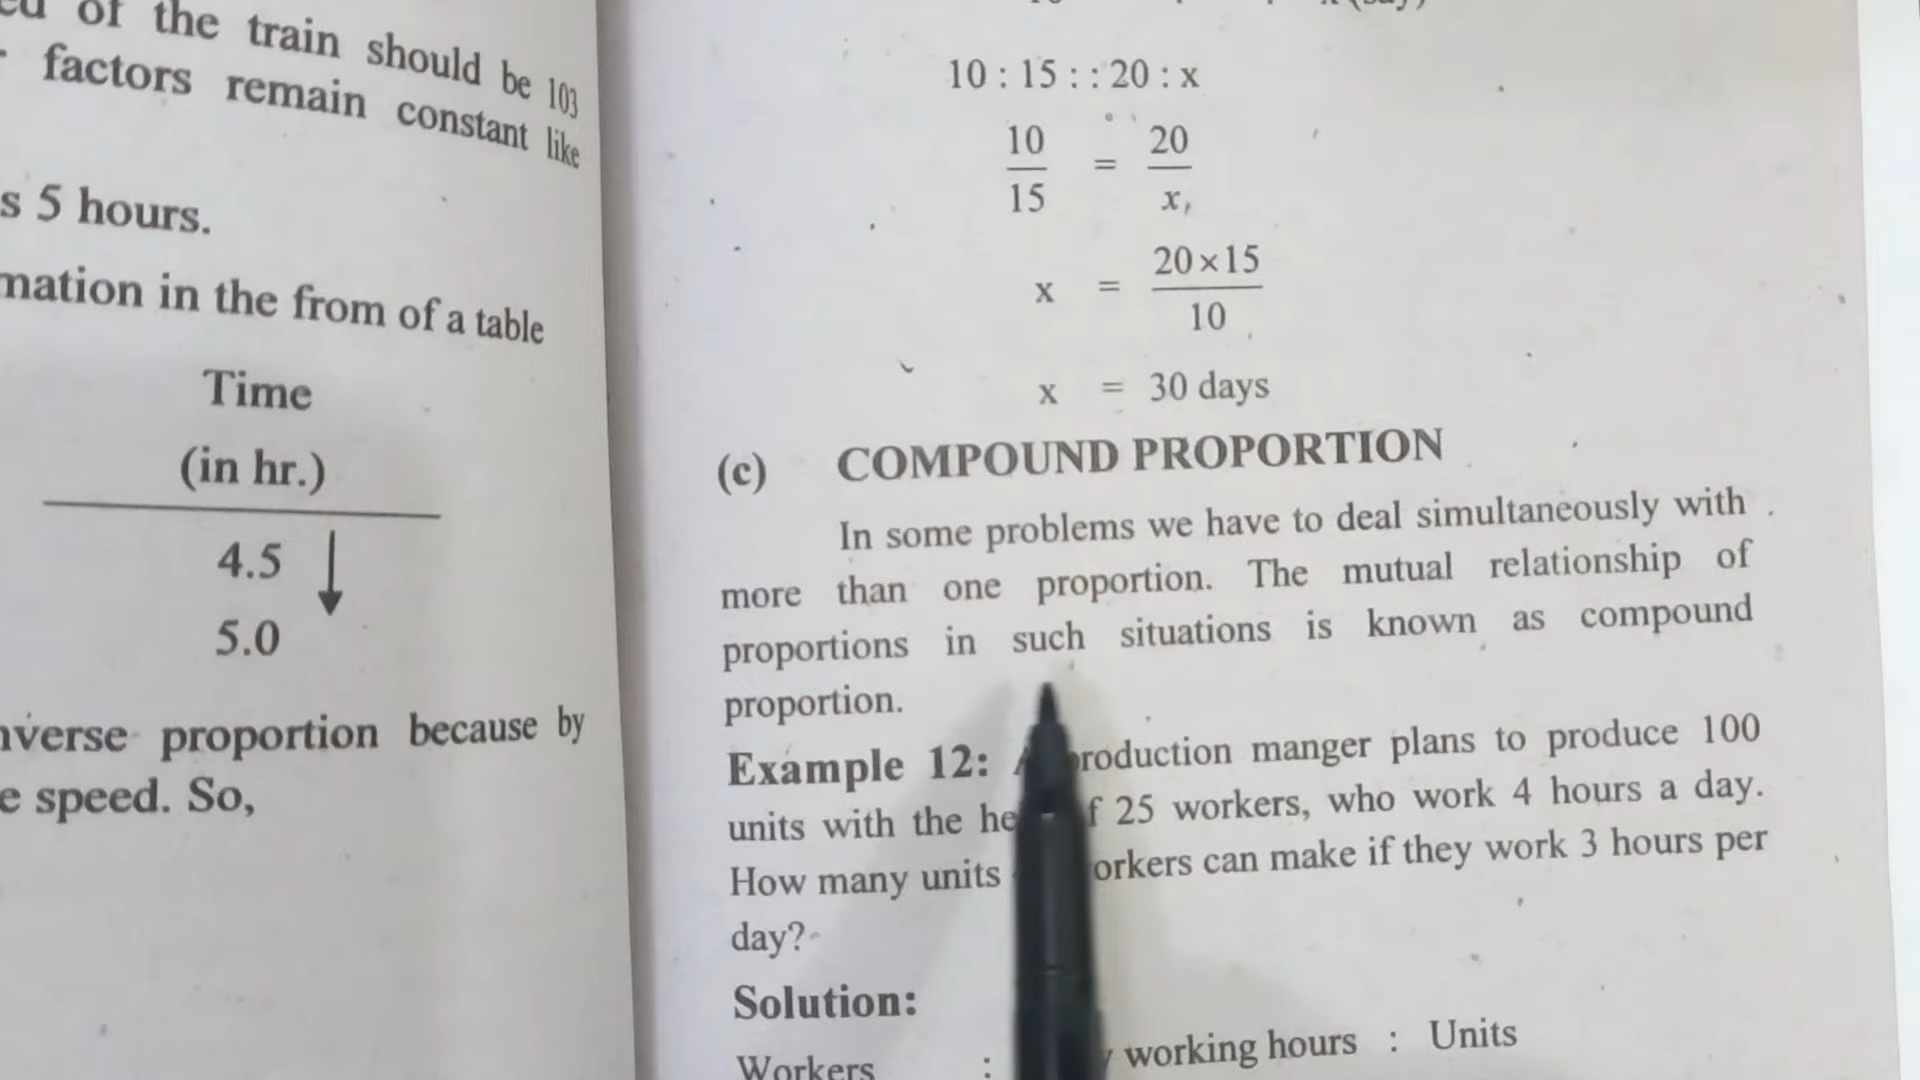 of the train should be 103
factors remain constant like
s 5 hours.
mation in the from of a table
Time
(in hr.)
4.5
5.0
nverse proportion because by
e speed. So,
10 : 15 : : 20 : x
10 = 20
15 x,
x = 20×15
10
x = 30 days
(c) COMPOUND PROPORTION
In some problems we have to deal simultaneously with
more than one proportion. The mutual relationship of
proportions in such situations is known as compound
proportion.
Example 12: roduction manger plans to produce 100
units with the he f 25 workers, who work 4 hours a day.
How many units orkers can make if they work 3 hours per
day?
Solution:
Workers : working hours : Units